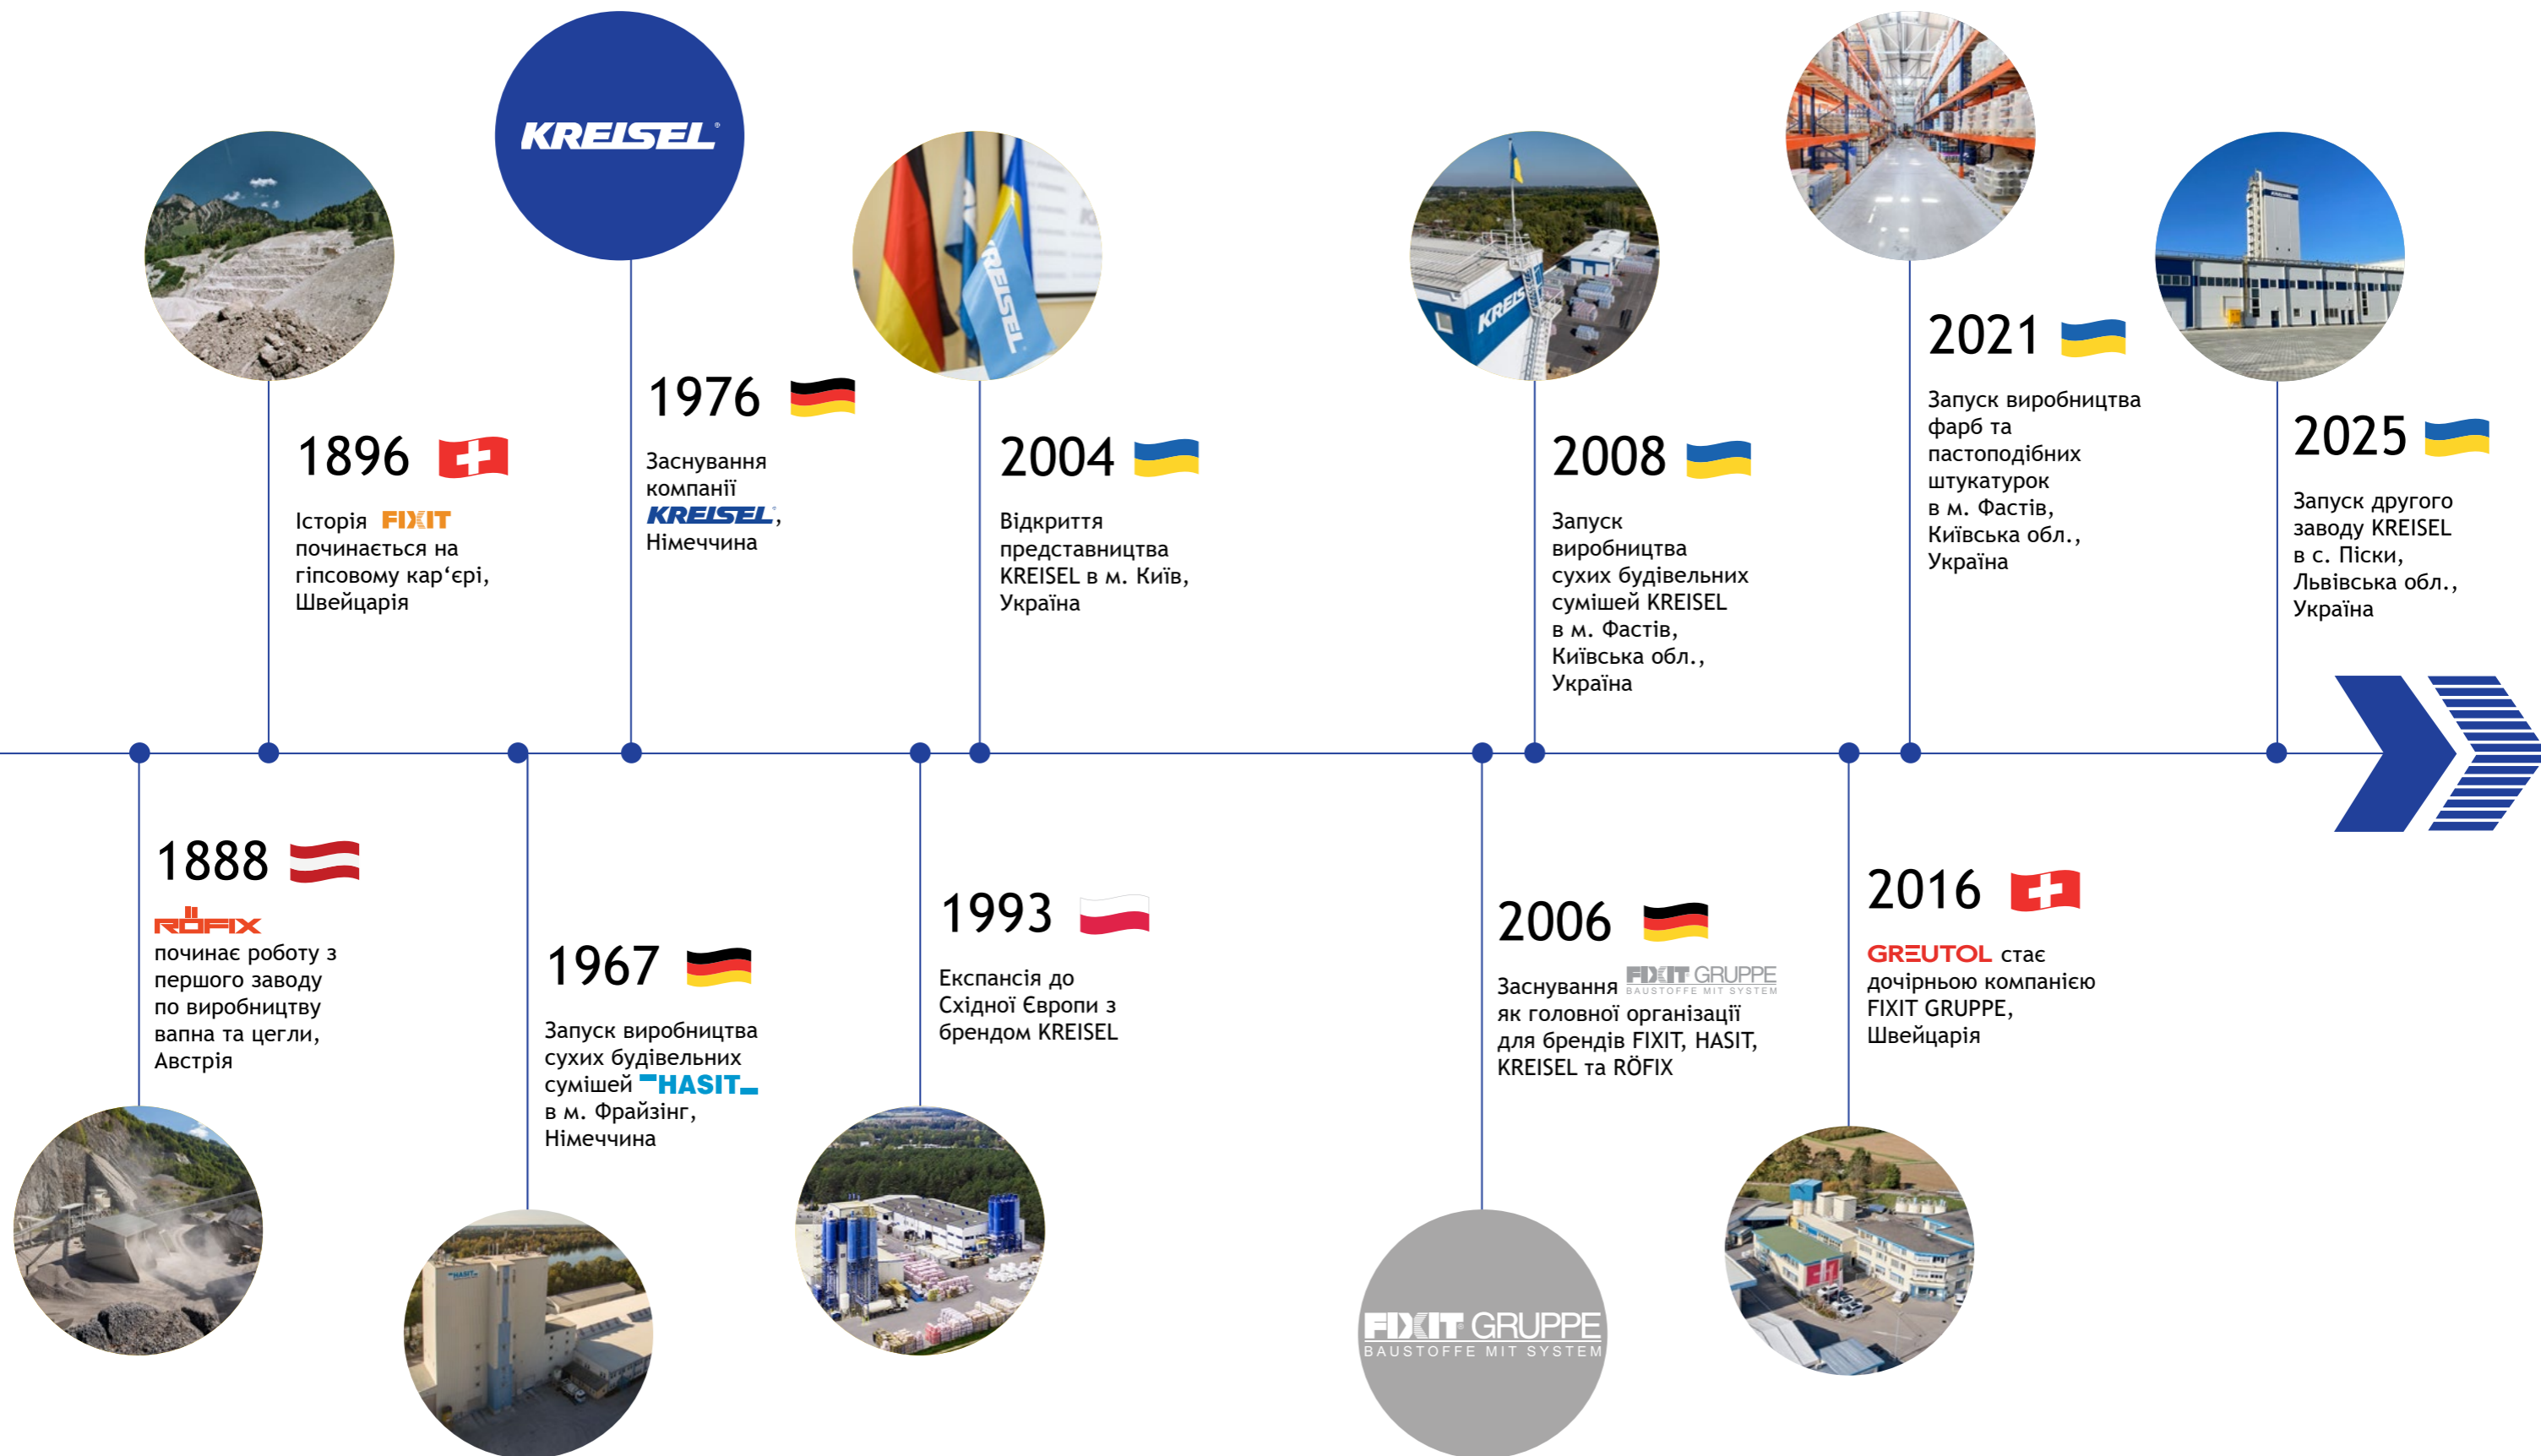 KREISEL®
1896
Історія FIXIT
починається на
гіпсовому кар‘єрі,
Швейцарія
1976
Заснування
компанії
KREISEL®,
Німеччина
KREISEL
2004
Відкриття
представництва
KREISEL в м. Київ,
Україна
KREIS
2008
Запуск
виробництва
сухих будівельних
сумішей KREISEL
в м. Фастів,
Київська обл.,
Україна
2021
Запуск виробництва
фарб та
пастоподібних
штукатурок
в м. Фастів,
Київська обл.,
Україна
KREISEL
2025
Запуск другого
заводу KREISEL
в с. Піски,
Львівська обл.,
Україна
1888
RÖFIX
починає роботу з
першого заводу
по виробництву
вапна та цегли,
Австрія
1967
Запуск виробництва
сухих будівельних
сумішей HASIT
в м. Фрайзінг,
Німеччина
HASIT
1993
Експансія до
Східної Європи з
брендом KREISEL
2006
Заснування FIXIT GRUPPE
BAUSTOFFE MIT SYSTEM
як головної організації
для брендів FIXIT, HASIT,
KREISEL та RÖFIX
FIXIT® GRUPPE
BAUSTOFFE MIT SYSTEM
2016
GREUTOL стає
дочірньою компанією
FIXIT GRUPPE,
Швейцарія